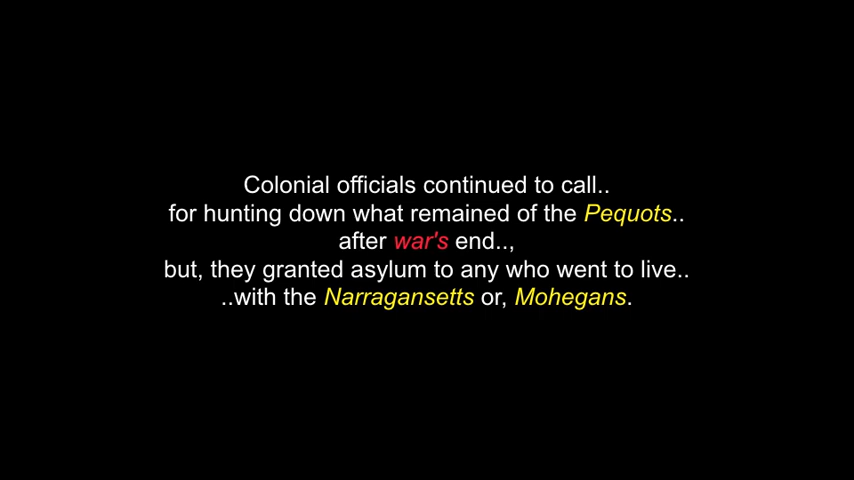 Colonial officials continued to call..
for hunting down what remained of the Pequots..
after war's end..,
but, they granted asylum to any who went to live..
..with the Narragansetts or, Mohegans.